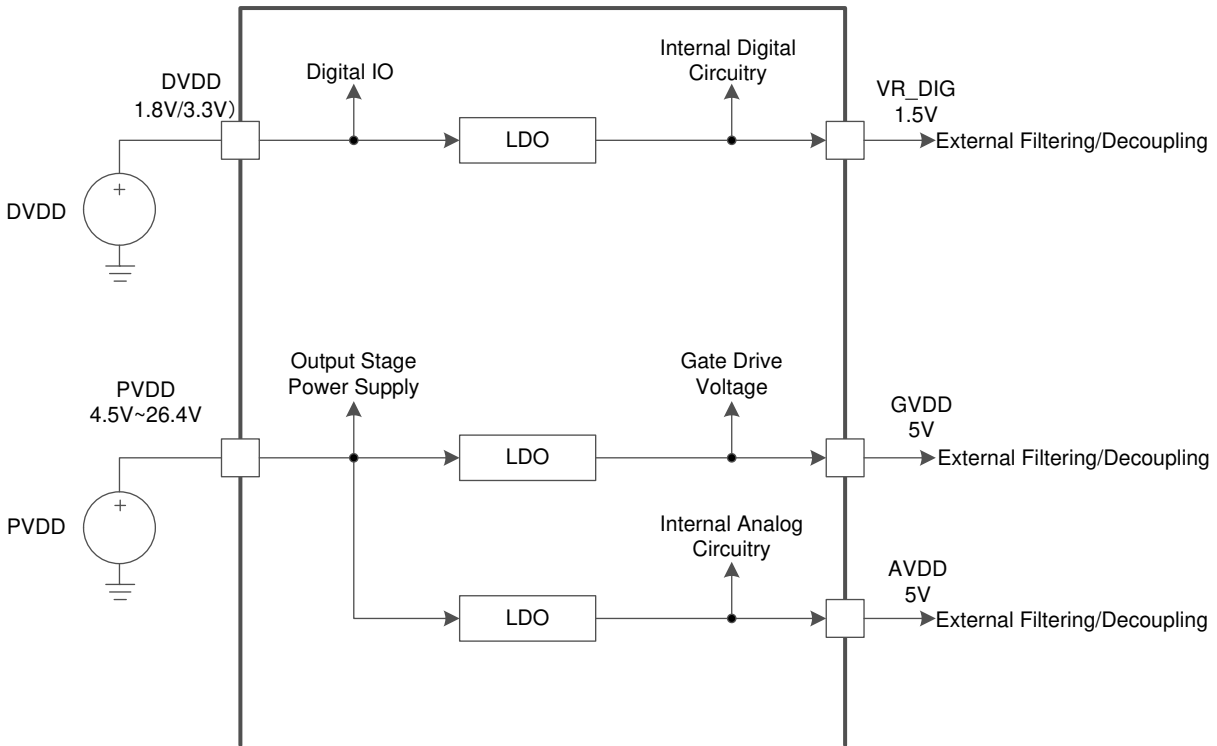 DVDD
1.8V/3.3V）
Digital IO
Internal Digital
Circuitry
VR_DIG
1.5V
LDO
External Filtering/Decoupling
+
DVDD
Output Stage
Power Supply
Gate Drive
Voltage
PVDD
4.5V~26.4V
GVDD
5V
LDO
External Filtering/Decoupling
+
PVDD
Internal Analog
Circuitry
AVDD
5V
LDO
External Filtering/Decoupling